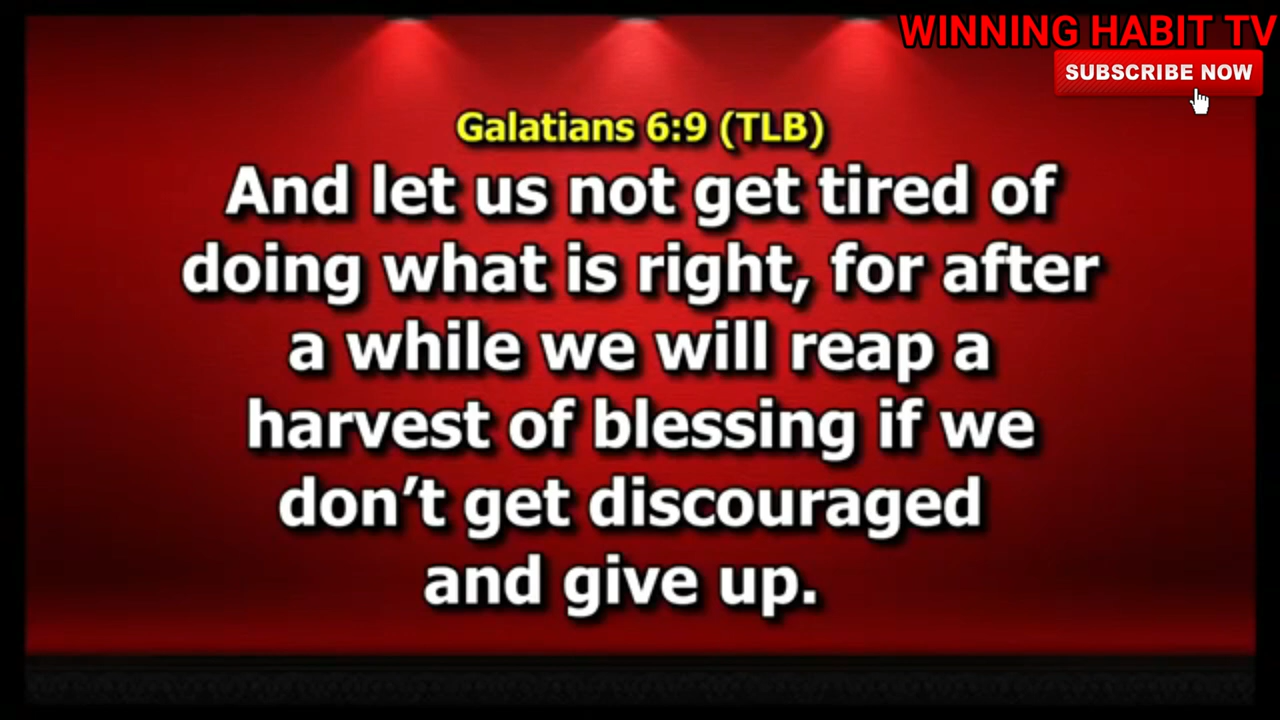 WINNING HABIT TV
SUBSCRIBE NOW
Galatians 6:9 (TLB)
And let us not get tired of
doing what is right, for after
a while we will reap a
harvest of blessing if we
don’t get discouraged
and give up.